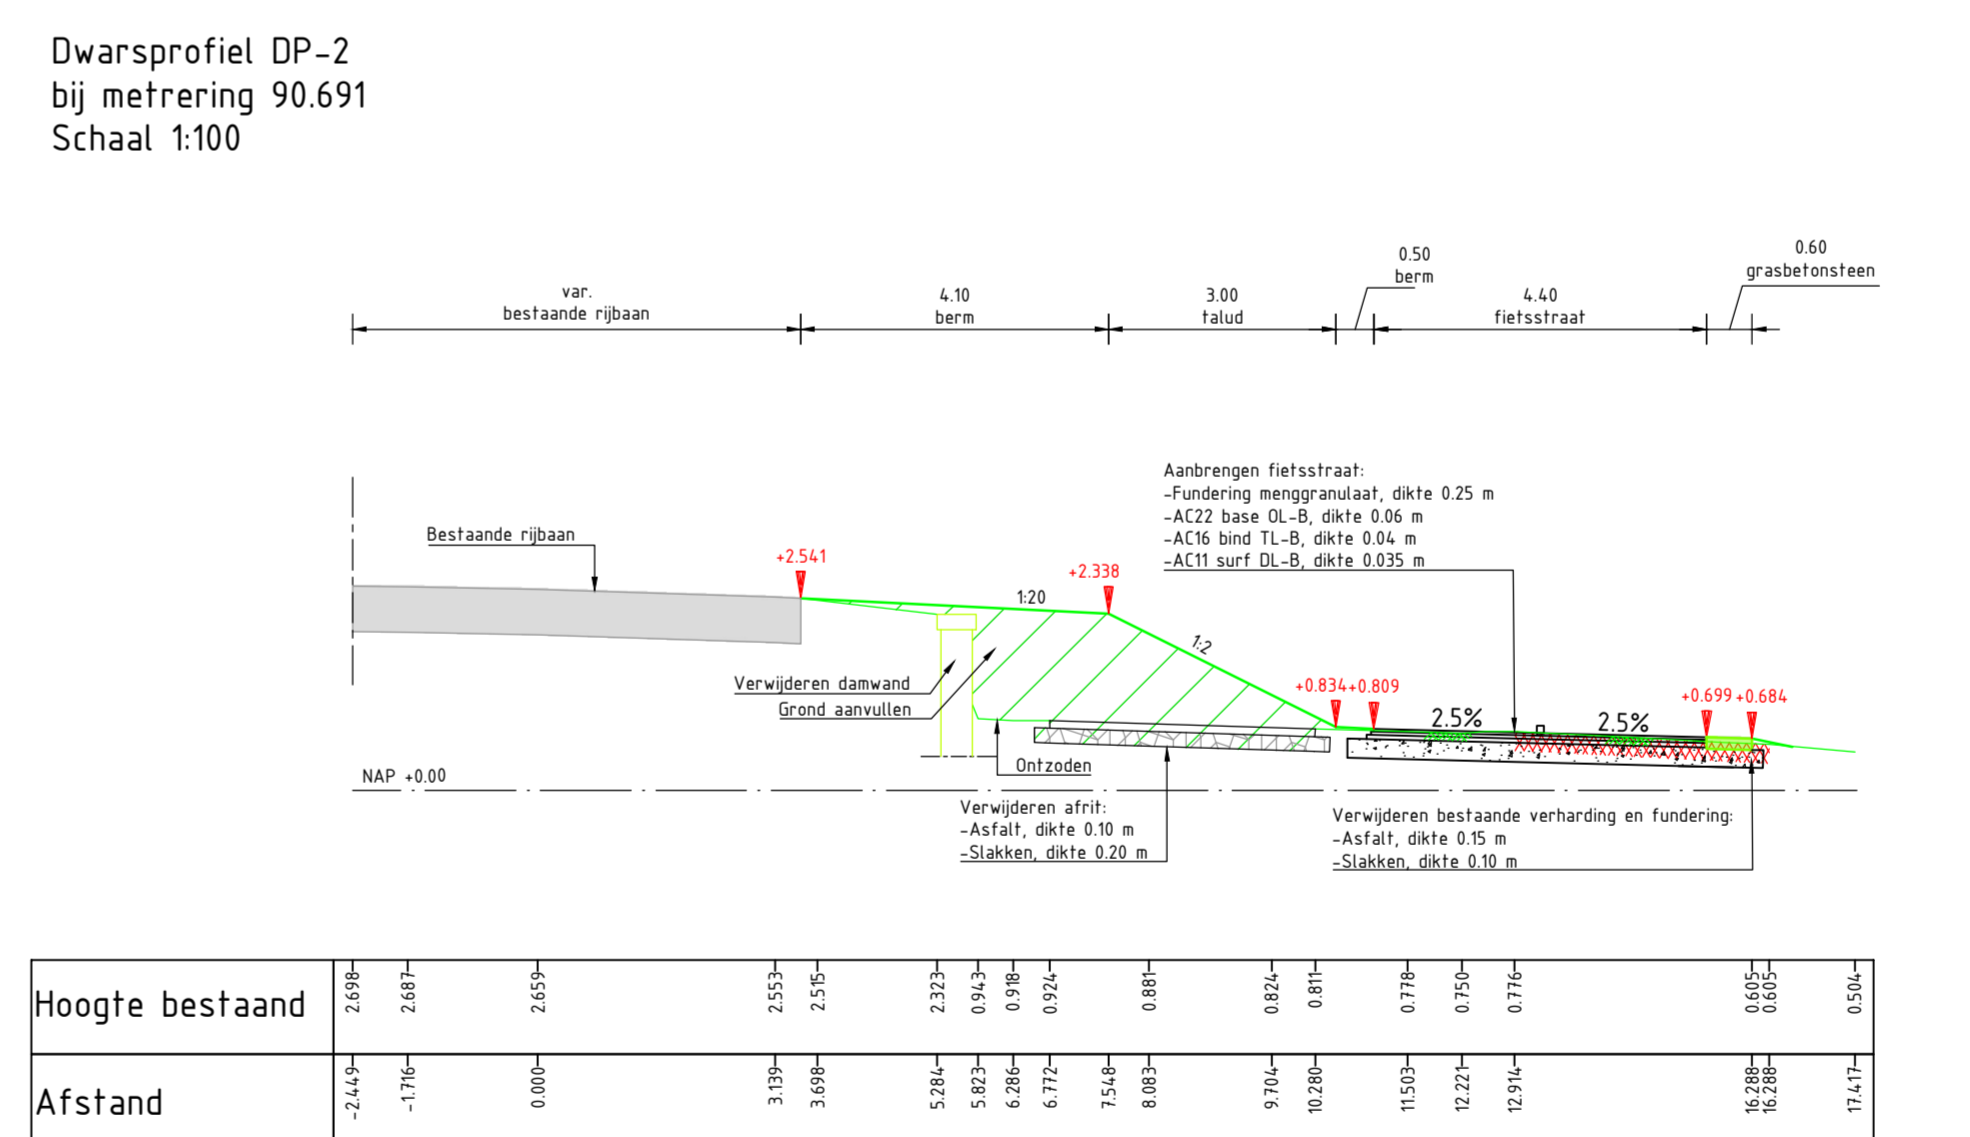 Dwarsprofiel DP-2
bij metrering 90.691
Schaal 1:100
var.
bestaande rijbaan
4.10
berm
3.00
talud
0.50
berm
4.40
fietsstraat
0.60
grasbetonsteen
Aanbrengen fietsstraat:
-Fundering menggranulaat, dikte 0.25 m
-AC22 base OL-B, dikte 0.06 m
-AC16 bind TL-B, dikte 0.04 m
-AC11 surf DL-B, dikte 0.035 m
Bestaande rijbaan
+2.541
+2.338
1:20
1:2
Verwijderen damwand
Grond aanvullen
+0.834
+0.809
2.5%
2.5%
+0.699
+0.684
Ontzoden
NAP +0.00
Verwijderen afrit:
-Asfalt, dikte 0.10 m
-Slakken, dikte 0.20 m
Verwijderen bestaande verharding en fundering:
-Asfalt, dikte 0.15 m
-Slakken, dikte 0.10 m
Hoogte bestaand
2.698
2.687
2.659
2.553
2.515
2.323
0.943
0.918
0.924
0.881
0.824
0.811
0.778
0.750
0.776
0.605
0.605
0.504
Afstand
-2.449
-1.716
0.000
3.139
3.698
5.284
5.823
6.286
6.772
7.548
8.083
9.704
10.280
11.503
12.221
12.914
16.288
16.288
17.417